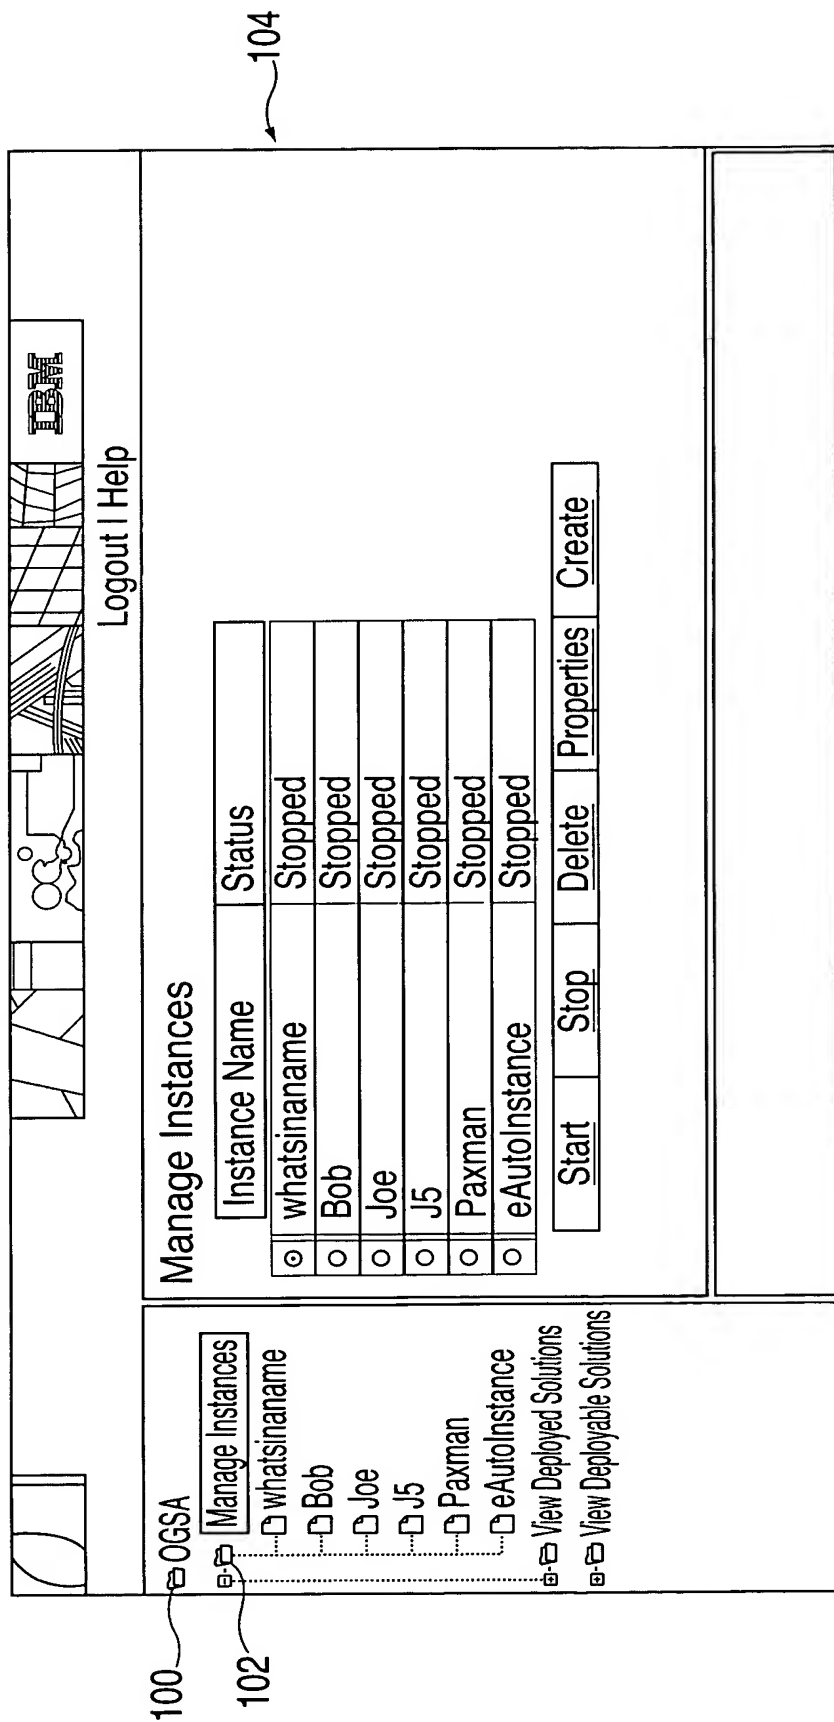 104
IBM
Logout | Help
100
OGSA
102
Manage Instances
whatsinaname
Bob
Joe
J5
Paxman
eAutoInstance
View Deployed Solutions
View Deployable Solutions
Manage Instances
Instance Name Status
whatsinaname Stopped
Bob Stopped
Joe Stopped
J5 Stopped
Paxman Stopped
eAutoInstance Stopped
Start Stop Delete Properties Create